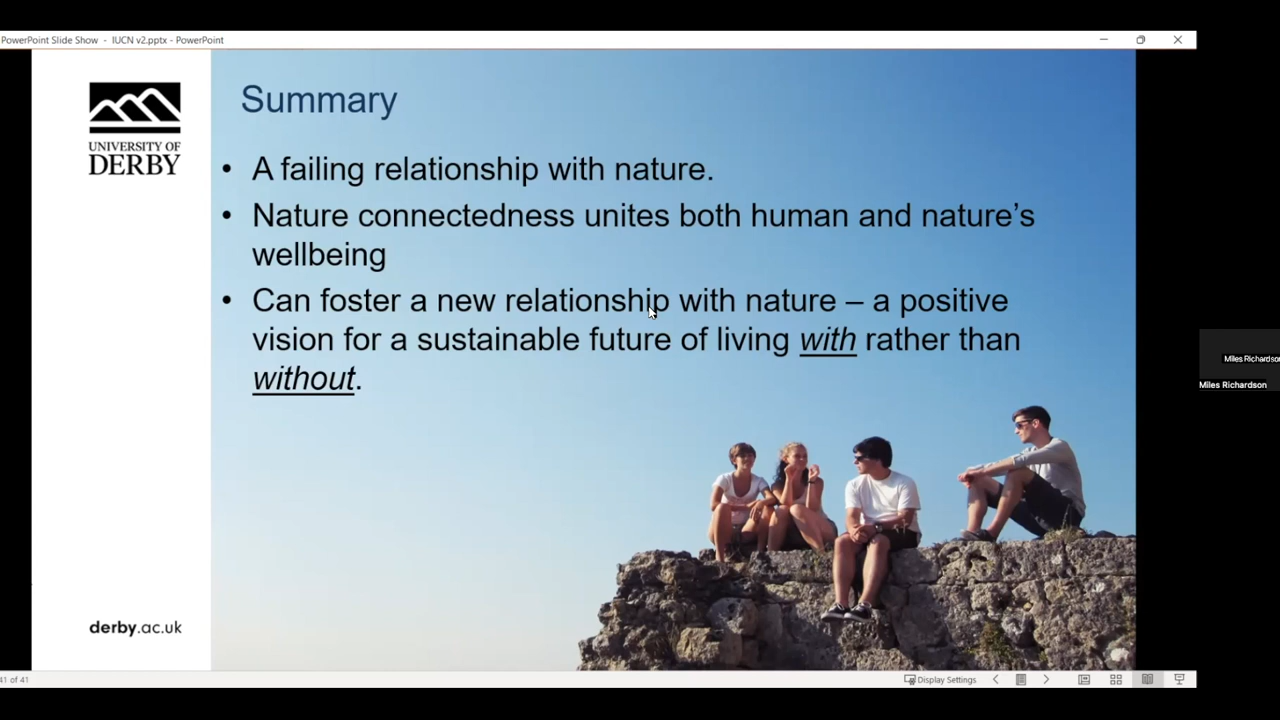 PowerPoint Slide Show - IUCN v2.pptx - PowerPoint
UNIVERSITY OF
DERBY
Summary
• A failing relationship with nature.
• Nature connectedness unites both human and nature's
wellbeing
• Can foster a new relationship with nature – a positive
vision for a sustainable future of living with rather than
without.
Miles Richardson
Miles Richardson
derby.ac.uk
41 of 41
Display Settings